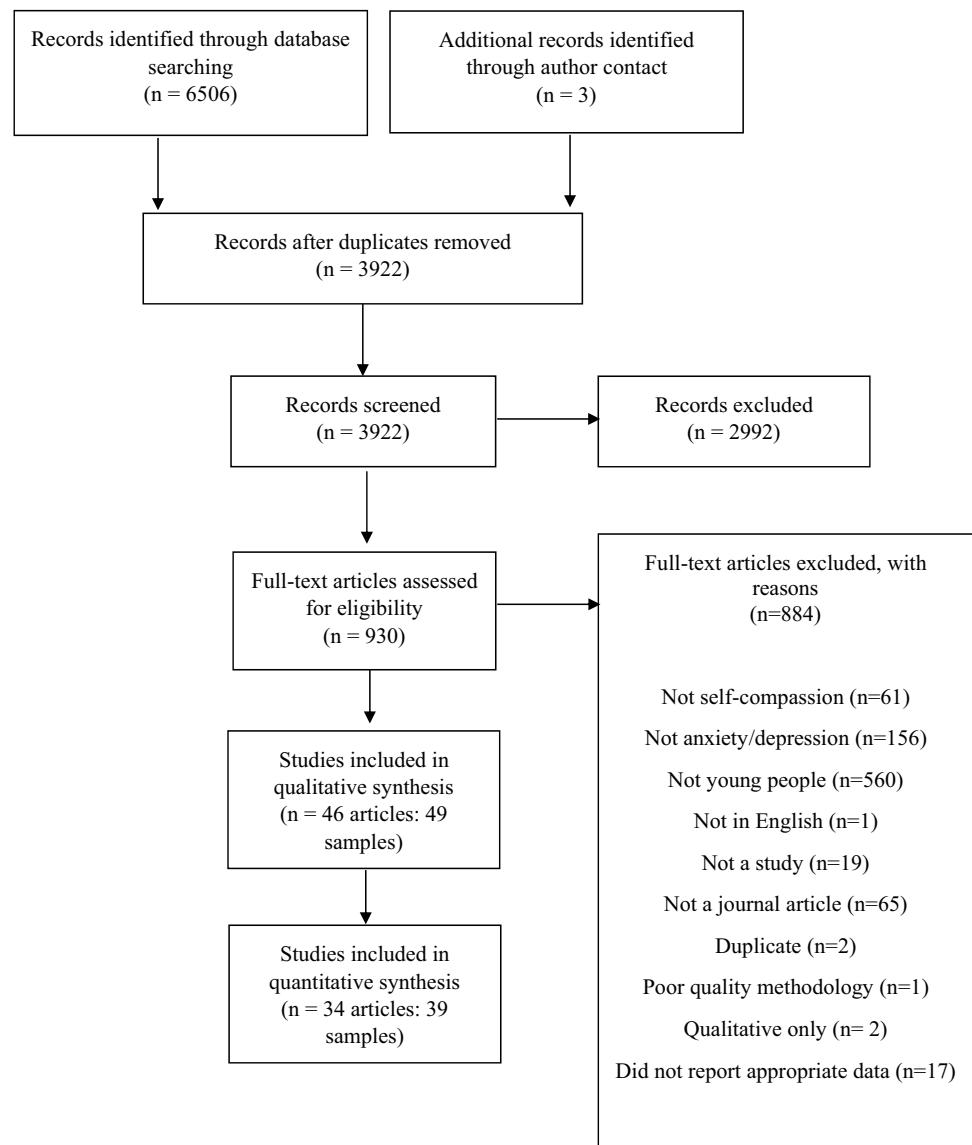 Records identified through database
searching
(n = 6506)
Additional records identified
through author contact
(n = 3)
Records after duplicates removed
(n = 3922)
Records screened
(n = 3922)
Records excluded
(n = 2992)
Full-text articles assessed
for eligibility
(n = 930)
Full-text articles excluded, with
reasons
(n=884)
Not self-compassion (n=61)
Not anxiety/depression (n=156)
Not young people (n=560)
Not in English (n=1)
Not a study (n=19)
Not a journal article (n=65)
Duplicate (n=2)
Poor quality methodology (n=1)
Qualitative only (n= 2)
Did not report appropriate data (n=17)
Studies included in
qualitative synthesis
(n = 46 articles: 49
samples)
Studies included in
quantitative synthesis
(n = 34 articles: 39
samples)